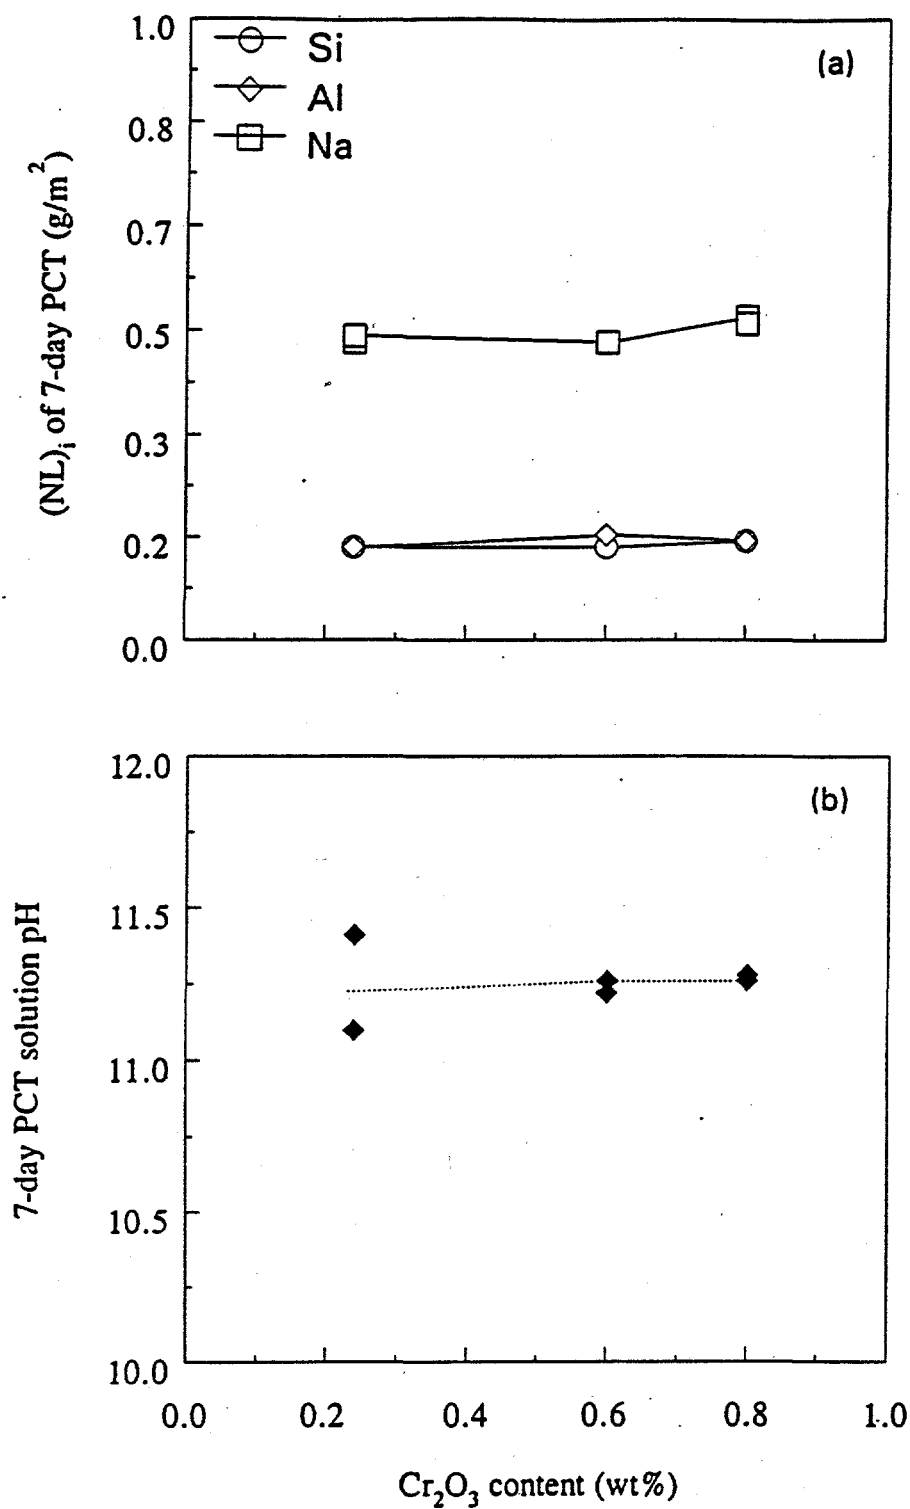 1.0
Si
(a)
Al
0.8
Na
0.7
0.5
0.3
0.2
0.0
(NL)i of 7-day PCT (g/m²)
12.0
(b)
11.5
11.0
10.5
10.0
7-day PCT solution pH
0.0 0.2 0.4 0.6 0.8 1.0
Cr₂O₃ content (wt%)